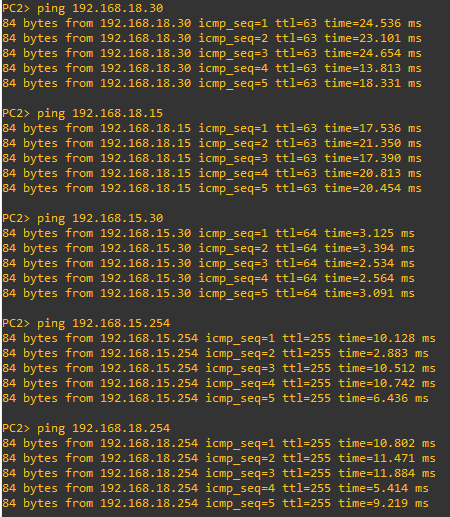 PC2> ping 192.168.18.30
84 bytes from 192.168.18.30 icmp_seq=1 ttl=63 time=24.536 ms
84 bytes from 192.168.18.30 icmp_seq=2 ttl=63 time=23.101 ms
84 bytes from 192.168.18.30 icmp_seq=3 ttl=63 time=24.654 ms
84 bytes from 192.168.18.30 icmp_seq=4 ttl=63 time=13.813 ms
84 bytes from 192.168.18.30 icmp_seq=5 ttl=63 time=18.331 ms
PC2> ping 192.168.18.15
84 bytes from 192.168.18.15 icmp_seq=1 ttl=63 time=17.536 ms
84 bytes from 192.168.18.15 icmp_seq=2 ttl=63 time=21.350 ms
84 bytes from 192.168.18.15 icmp_seq=3 ttl=63 time=17.390 ms
84 bytes from 192.168.18.15 icmp_seq=4 ttl=63 time=20.813 ms
84 bytes from 192.168.18.15 icmp_seq=5 ttl=63 time=20.454 ms
PC2> ping 192.168.15.30
84 bytes from 192.168.15.30 icmp_seq=1 ttl=64 time=3.125 ms
84 bytes from 192.168.15.30 icmp_seq=2 ttl=64 time=3.394 ms
84 bytes from 192.168.15.30 icmp_seq=3 ttl=64 time=2.534 ms
84 bytes from 192.168.15.30 icmp_seq=4 ttl=64 time=2.564 ms
84 bytes from 192.168.15.30 icmp_seq=5 ttl=64 time=3.091 ms
PC2> ping 192.168.15.254
84 bytes from 192.168.15.254 icmp_seq=1 ttl=255 time=10.128 ms
84 bytes from 192.168.15.254 icmp_seq=2 ttl=255 time=2.883 ms
84 bytes from 192.168.15.254 icmp_seq=3 ttl=255 time=10.512 ms
84 bytes from 192.168.15.254 icmp_seq=4 ttl=255 time=10.742 ms
84 bytes from 192.168.15.254 icmp_seq=5 ttl=255 time=6.436 ms
PC2> ping 192.168.18.254
84 bytes from 192.168.18.254 icmp_seq=1 ttl=255 time=10.802 ms
84 bytes from 192.168.18.254 icmp_seq=2 ttl=255 time=11.471 ms
84 bytes from 192.168.18.254 icmp_seq=3 ttl=255 time=11.884 ms
84 bytes from 192.168.18.254 icmp_seq=4 ttl=255 time=5.414 ms
84 bytes from 192.168.18.254 icmp_seq=5 ttl=255 time=9.219 ms